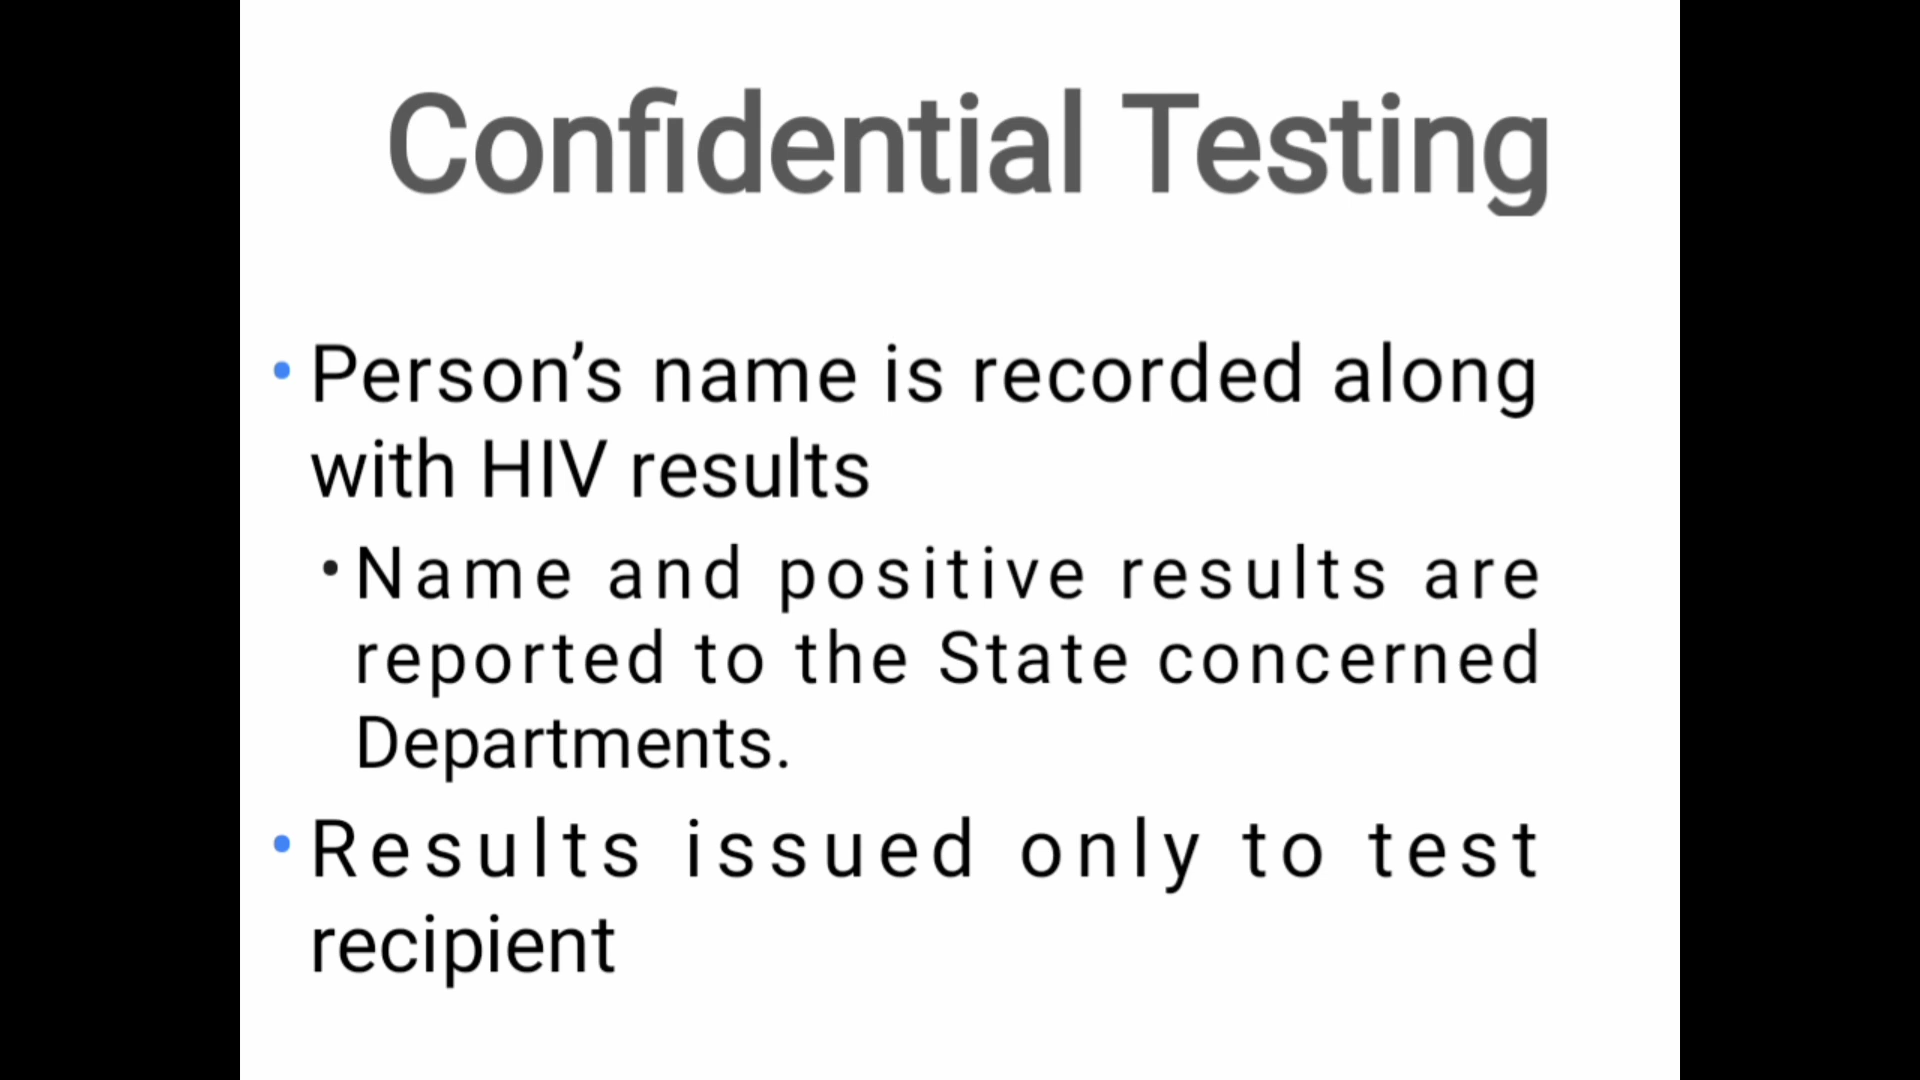 Confidential Testing
• Person’s name is recorded along
with HIV results
• Name and positive results are
reported to the State concerned
Departments.
• Results issued only to test
recipient